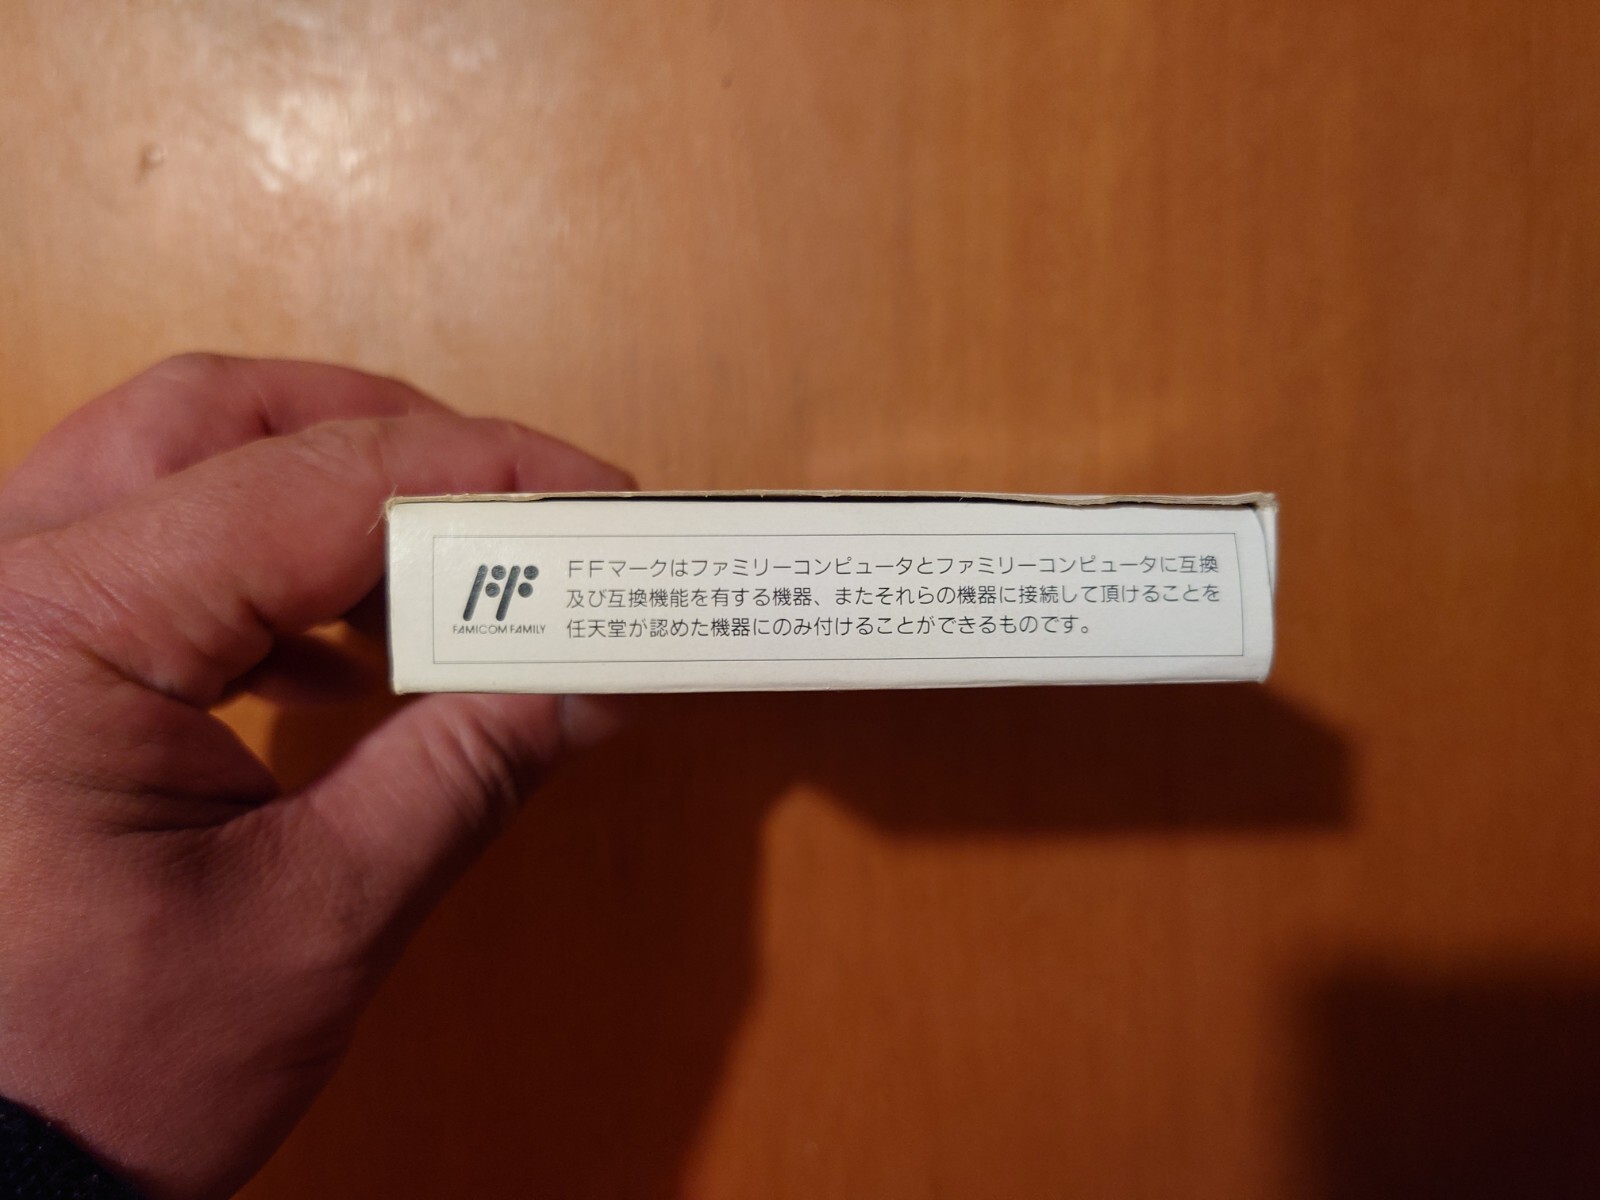 FAMICOM FAMILY
ＦＦマークはファミリーコンピュータとファミリーコンピュータに互換
及び互換機能を有する機器、またそれらの機器に接続して頂けることを
任天堂が認めた機器にのみ付けることができるものです。